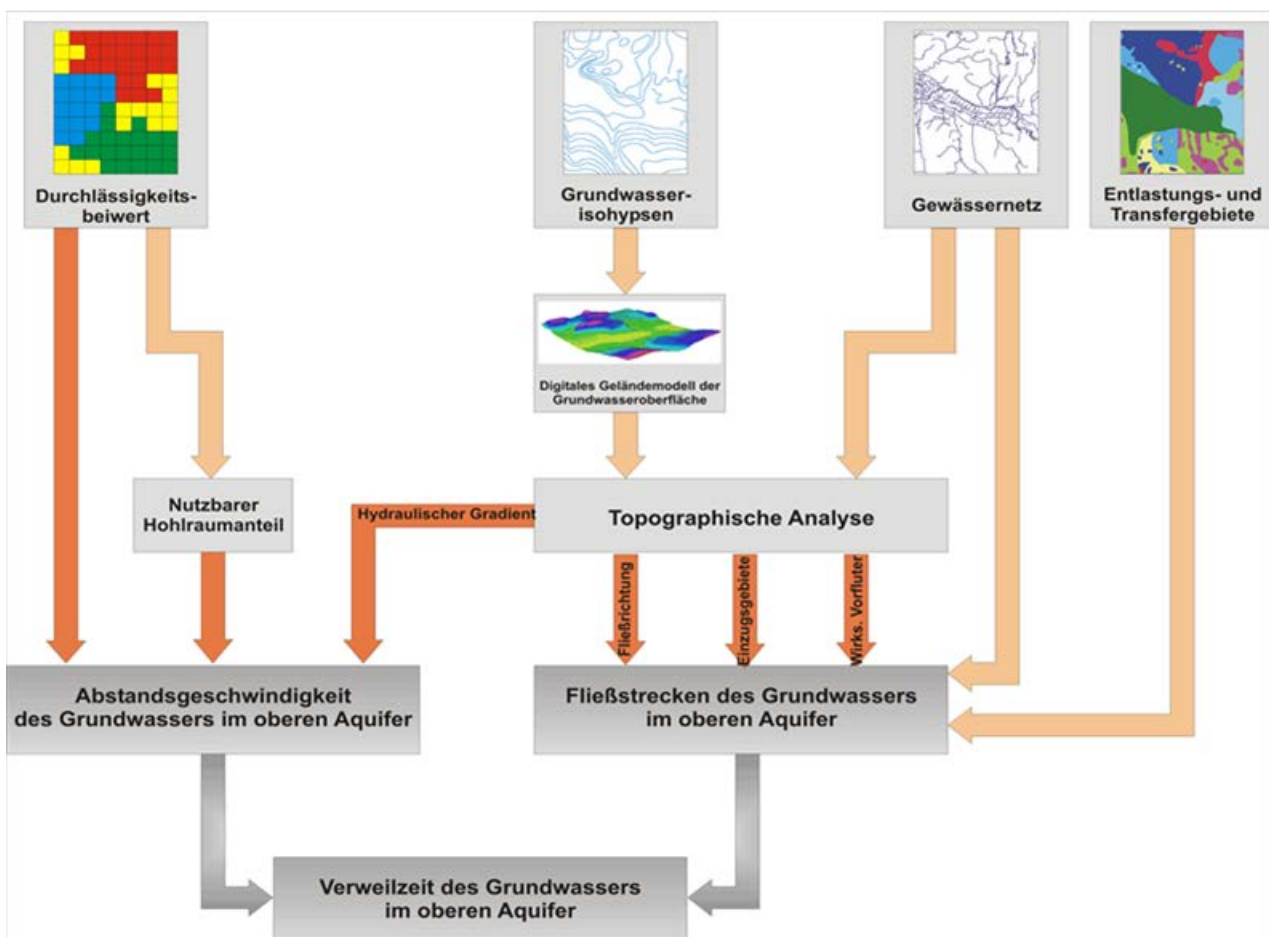 Durchlässigkeits-
beiwert
Grundwasser-
isohypsen
Gewässernetz
Entlastungs- und
Transfergebiete
Digitales Geländemodell der
Grundwasseroberfläche
Nutzbarer
Hohlraumanteil
Hydraulischer Gradient
Topographische Analyse
Fließrichtung
Einzugsgebiete
Wirks. Vorfluter
Abstandsgeschwindigkeit
des Grundwassers im oberen Aquifer
Fließstrecken des Grundwassers
im oberen Aquifer
Verweilzeit des Grundwassers
im oberen Aquifer